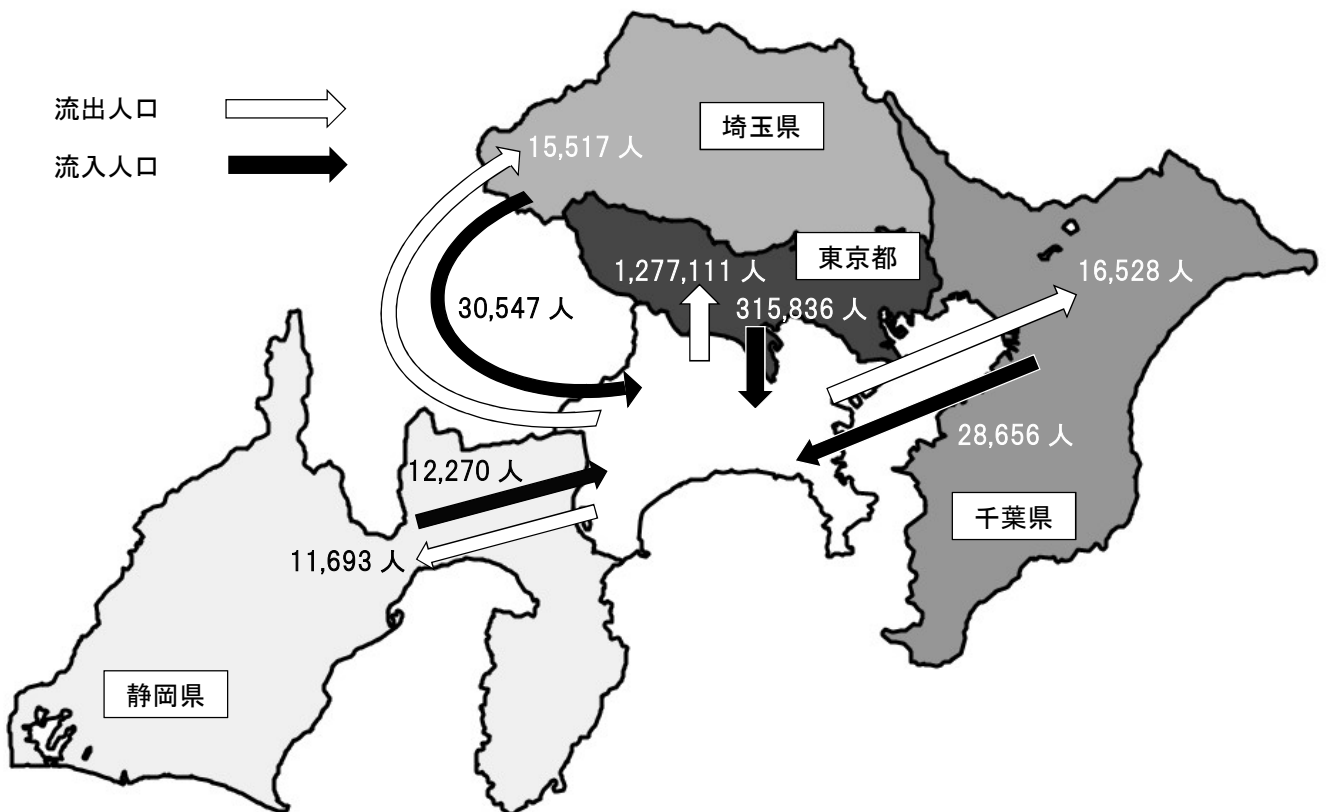 流出人口
流入人口
埼玉県
15,517 人
東京都
1,277,111 人
315,836 人
30,547 人
16,528 人
28,656 人
千葉県
12,270 人
11,693 人
静岡県